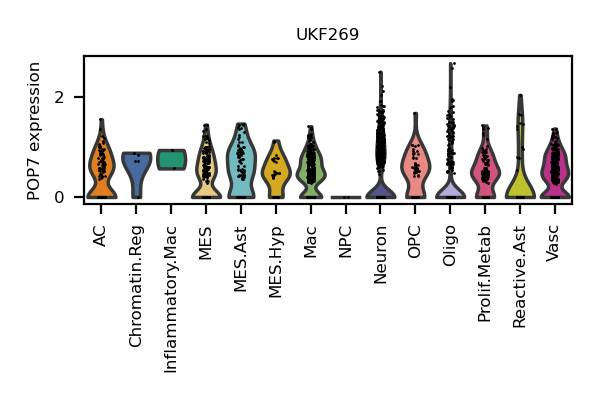 UKF269
POP7 expression
2
0
AC
Chromatin.Reg
Inflammatory.Mac
MES
MES.Ast
MES.Hyp
Mac
NPC
Neuron
OPC
Oligo
Prolif.Metab
Reactive.Ast
Vasc